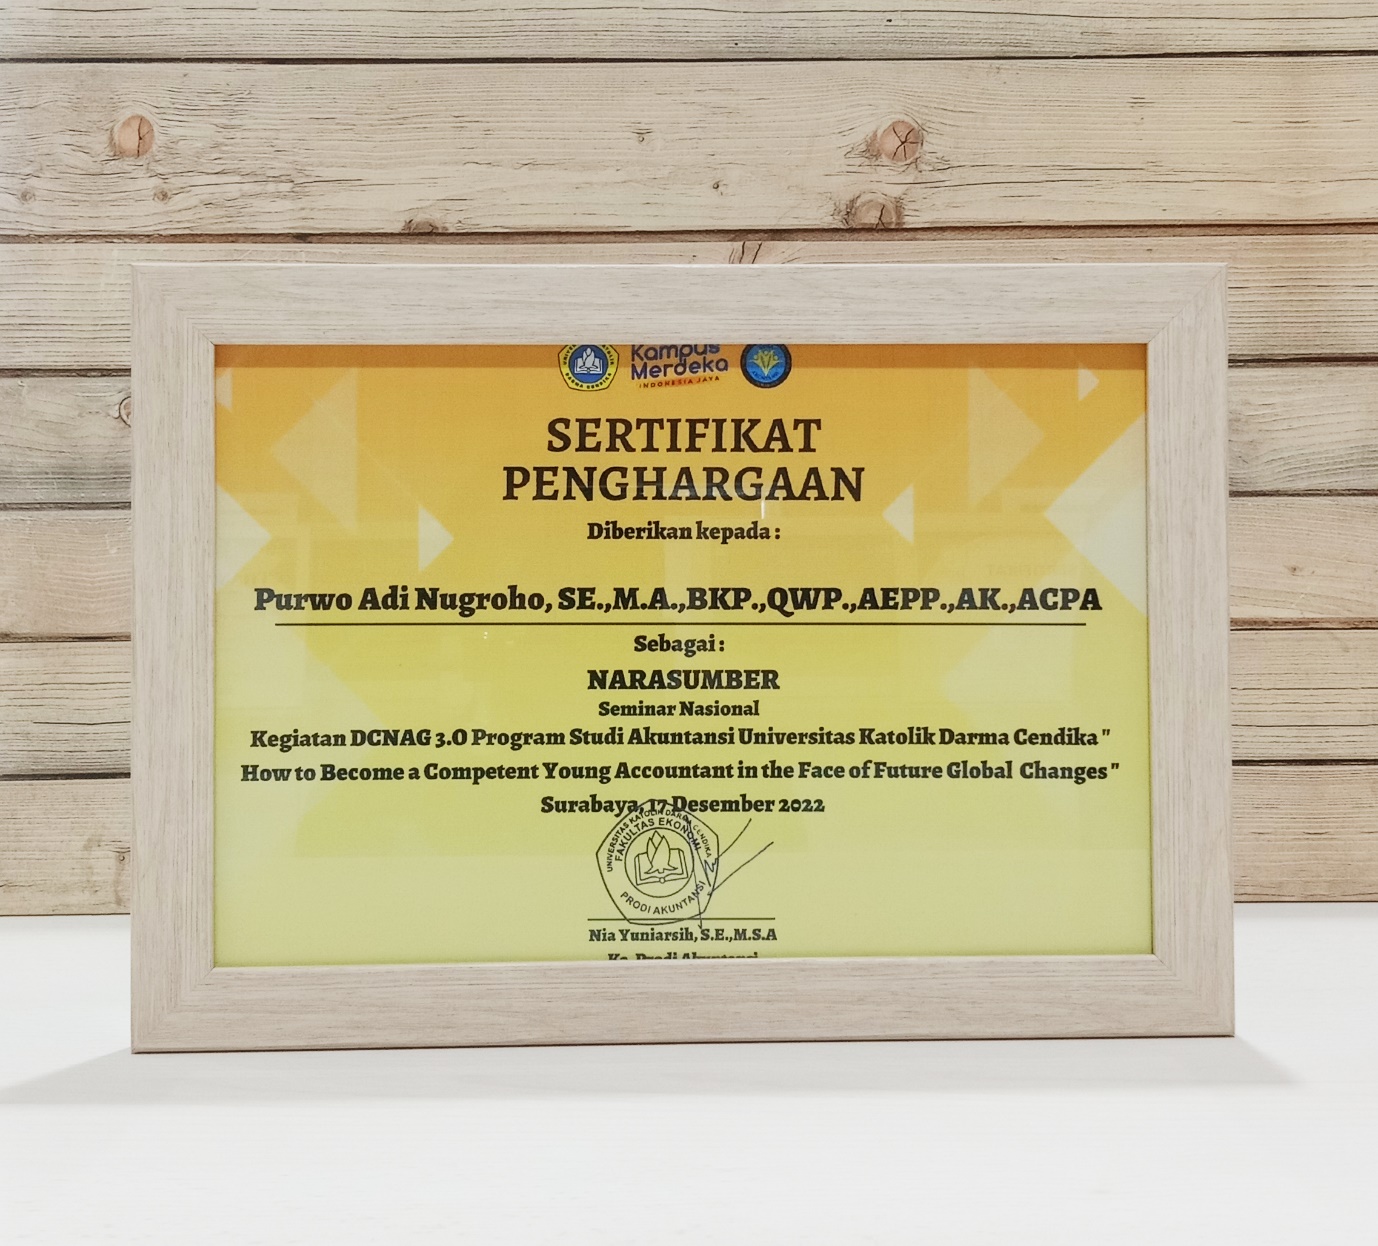 Kampus
Merdeka
INDONESIA JAYA
SERTIFIKAT
PENGHARGAAN
Diberikan kepada :
Purwo Adi Nugroho, SE.,M.A.,BKP.,QWP.,AEPP.,AK.,ACPA
Sebagai :
NARASUMBER
Seminar Nasional
Kegiatan DCNAG 3.0 Program Studi Akuntansi Universitas Katolik Darma Cendika "
How to Become a Competent Young Accountant in the Face of Future Global Changes "
Surabaya, 17 Desember 2022
UNIVERSITAS KATOLIK DARMA CENDIKA
FAKULTAS EKONOMI
PRODI AKUNTANSI
Nia Yuniarsih, S.E.,M.S.A
Ka. Prodi Akuntansi